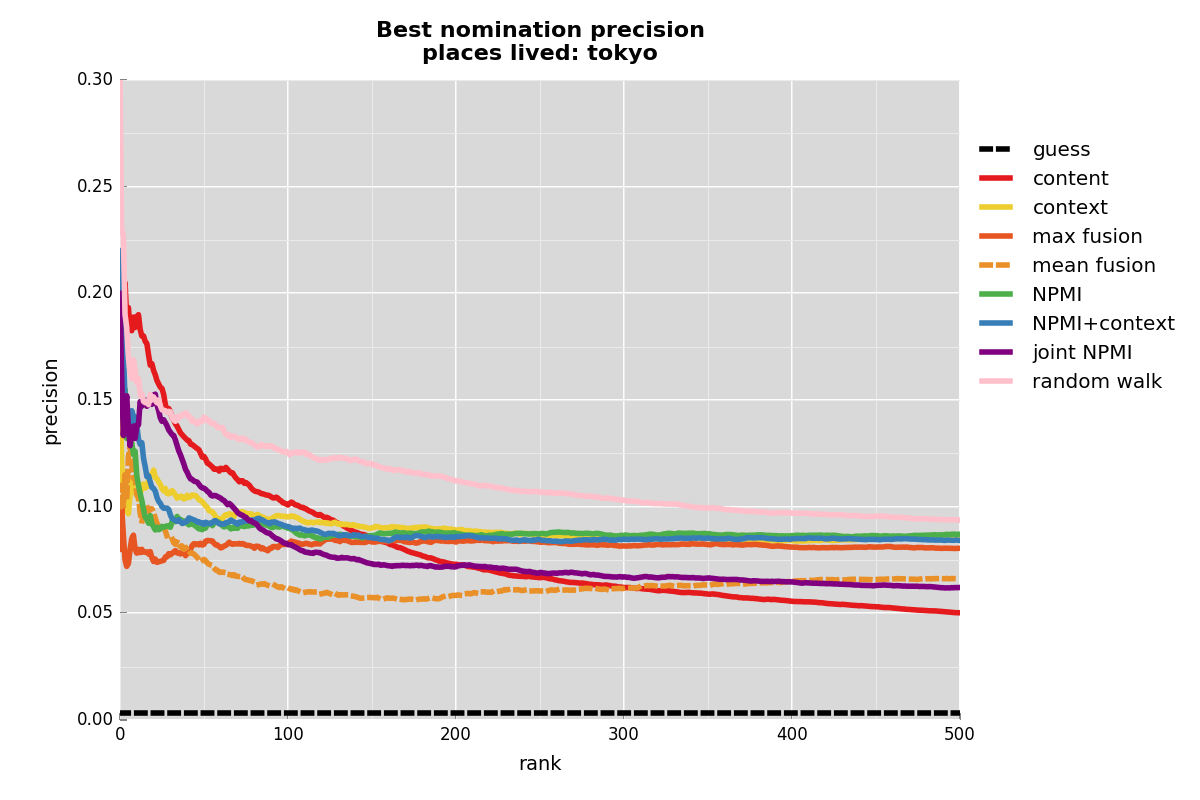 Best nomination precision
places lived: tokyo
0.30
0.25
0.20
0.15
0.10
0.05
0.00
precision
0 100 200 300 400 500
rank
guess
content
context
max fusion
mean fusion
NPMI
NPMI+context
joint NPMI
random walk